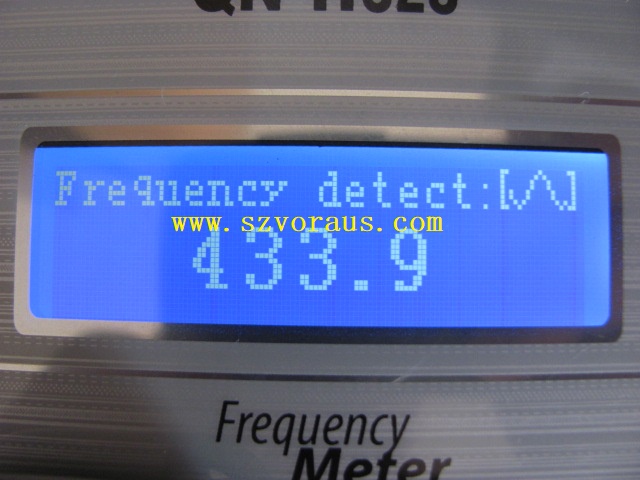 Frequency detect:[
www.szvoraus.com
433.9
Frequency
Meter